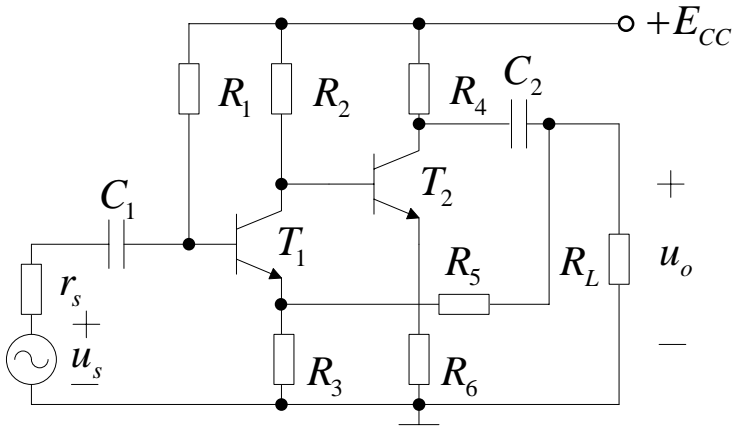 +E_CC
C_2
R_1
R_2
R_4
T_2
C_1
T_1
R_5
R_L
+
u_o
−
r_s
+
u_s
−
R_3
R_6